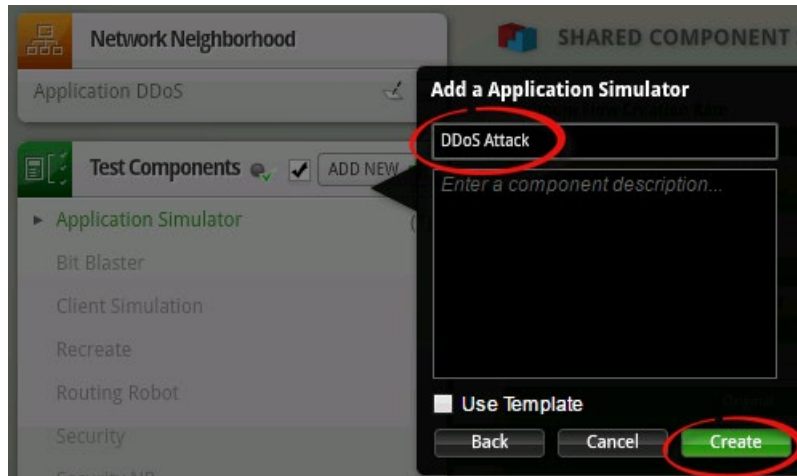 Network Neighborhood
SHARED COMPONENT
Application DDoS
Add a Application Simulator
DDoS Attack
Test Components
ADD NEW
Enter a component description...
Application Simulator
Bit Blaster
Client Simulation
Recreate
Routing Robot
Security
Use Template
Back
Cancel
Create